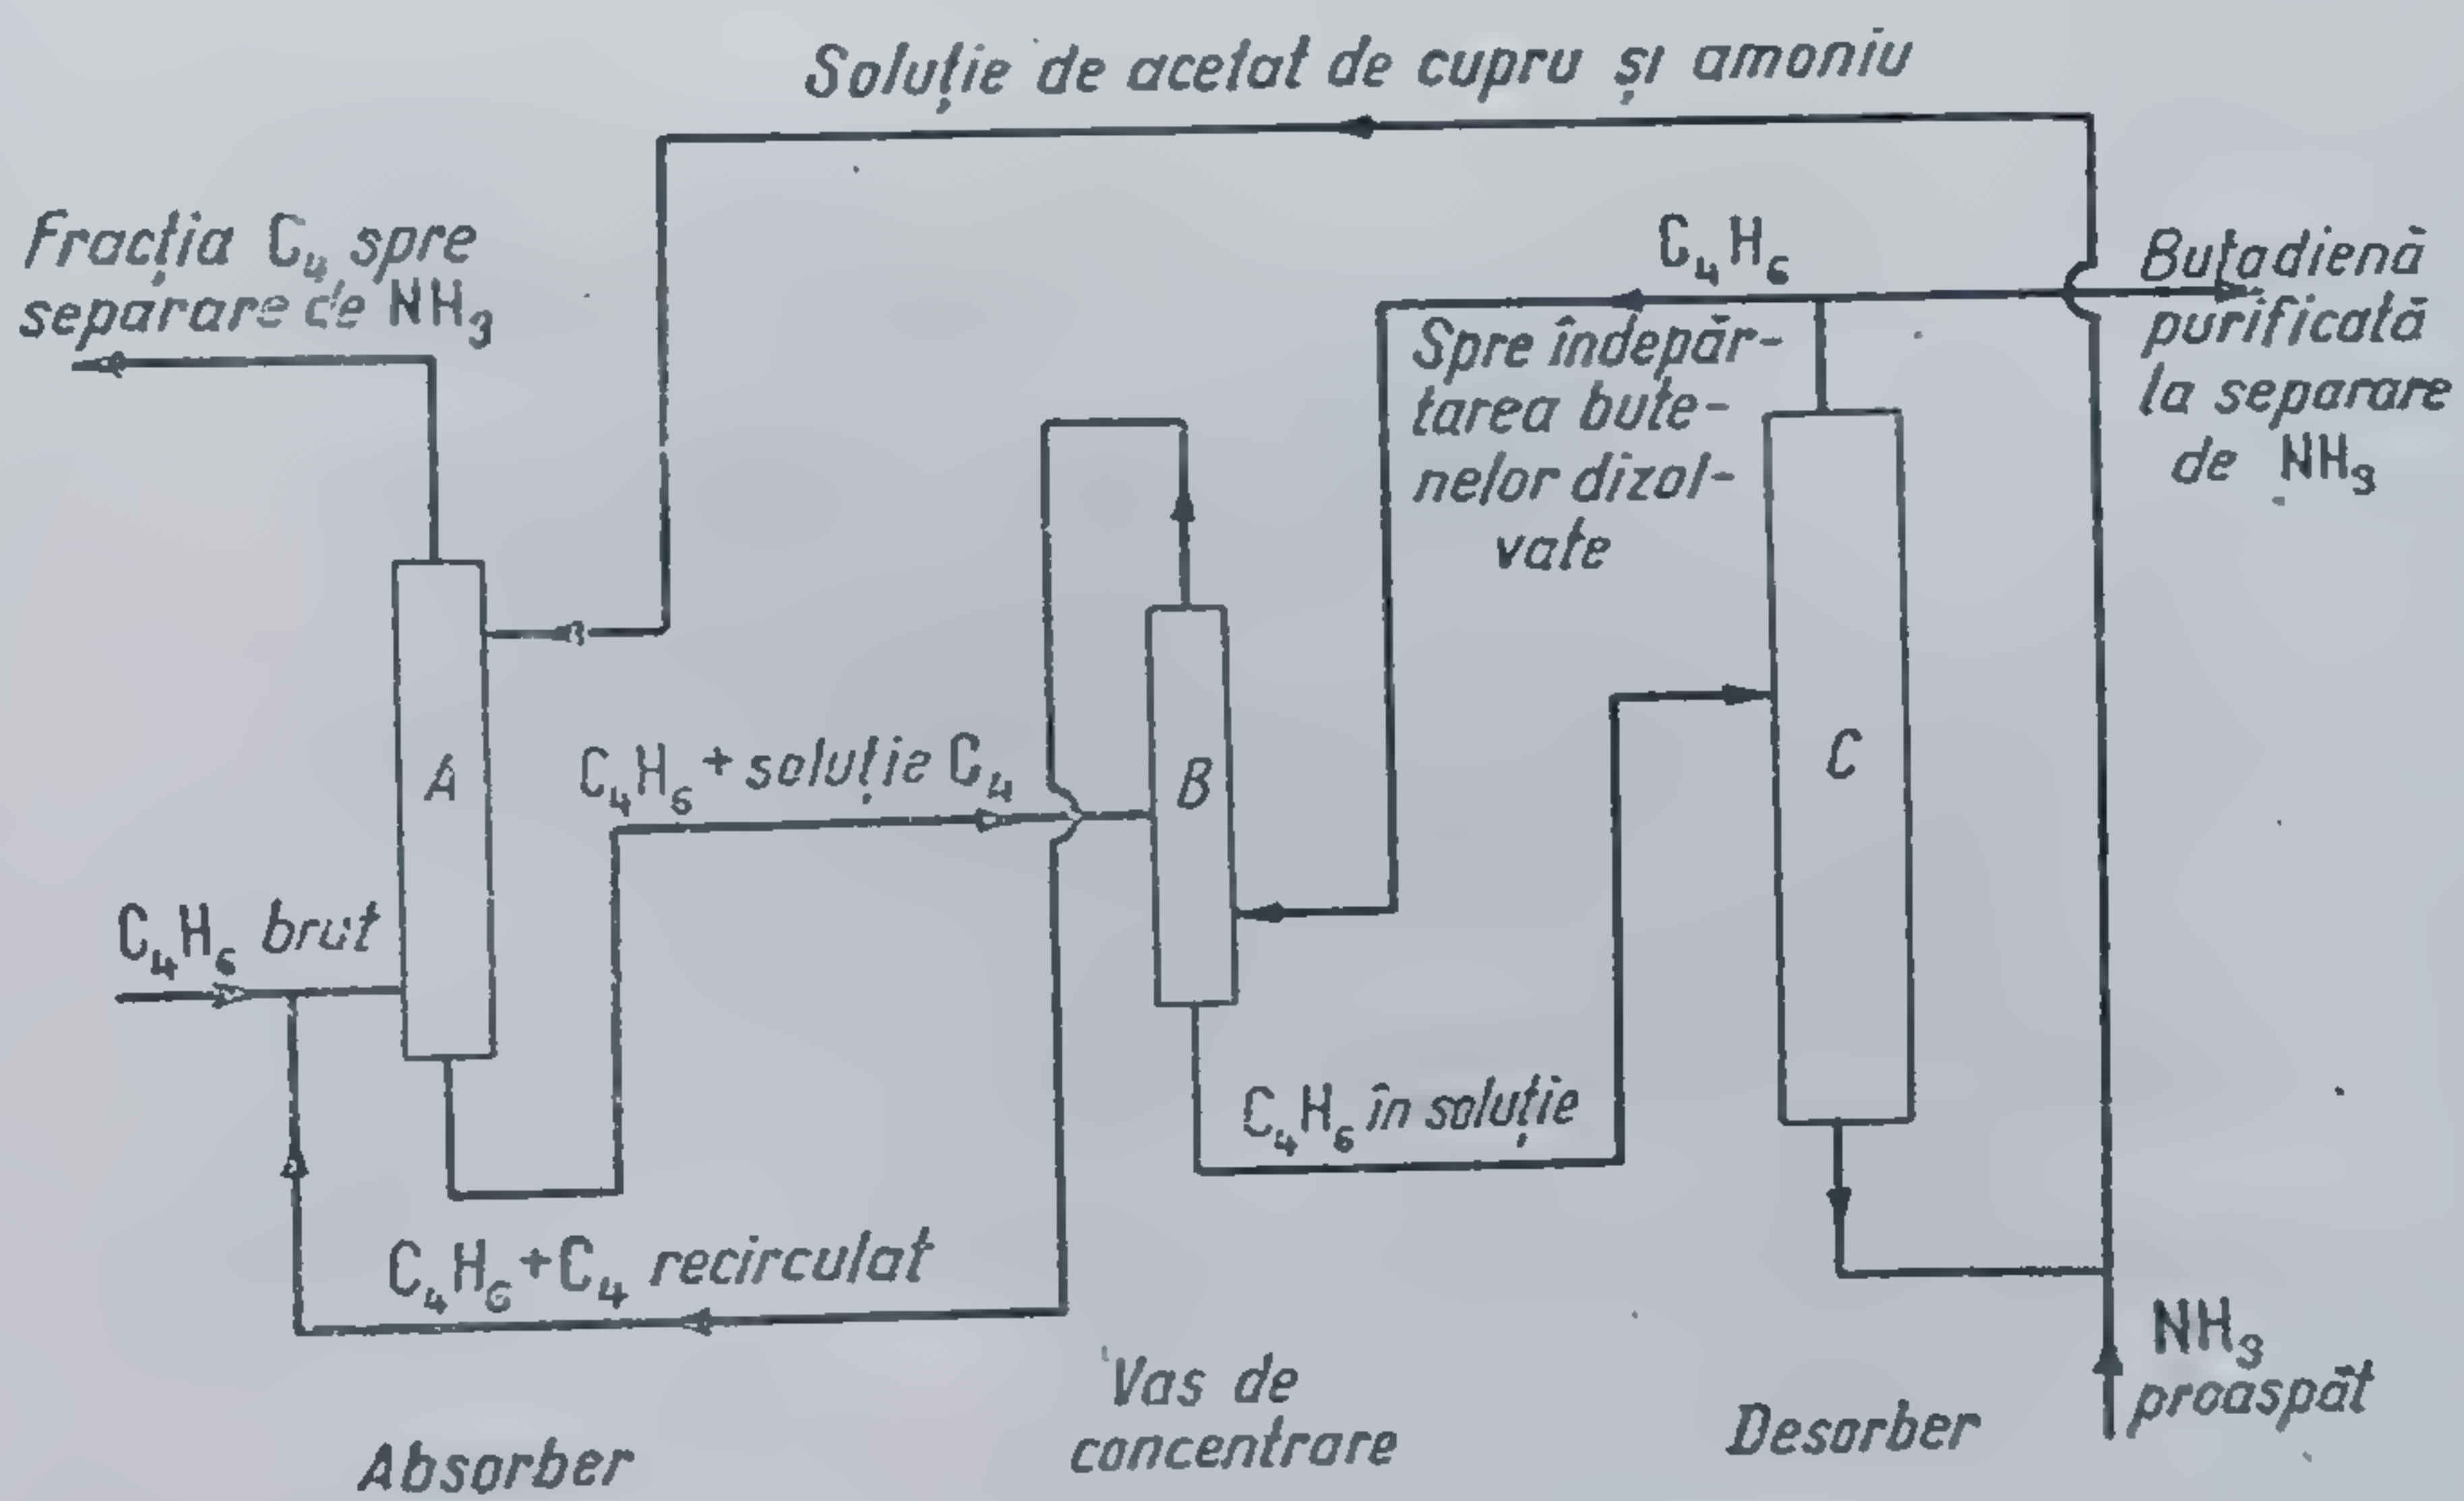 Soluție de acetat de cupru și amoniu
Fracția C₄ spre
separare de NH₃
C₄H₆
Butadienă
purificată
la separare
de NH₃
Spre îndepăr-
tarea bute-
nelor dizol-
vate
A
B
C
C₄H₆ + soluție C₄
C₄H₆ brut
C₄H₆ în soluție
C₄H₆ + C₄ recirculat
NH₃
proaspăt
Vas de
concentrare
Absorber
Desorber